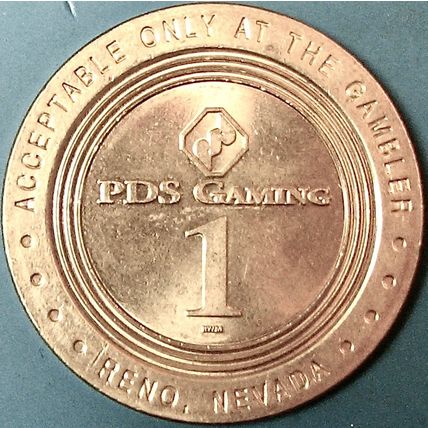 ACCEPTABLE ONLY AT THE GAMBLER
PDS GAMING
1
RENO, NEVADA